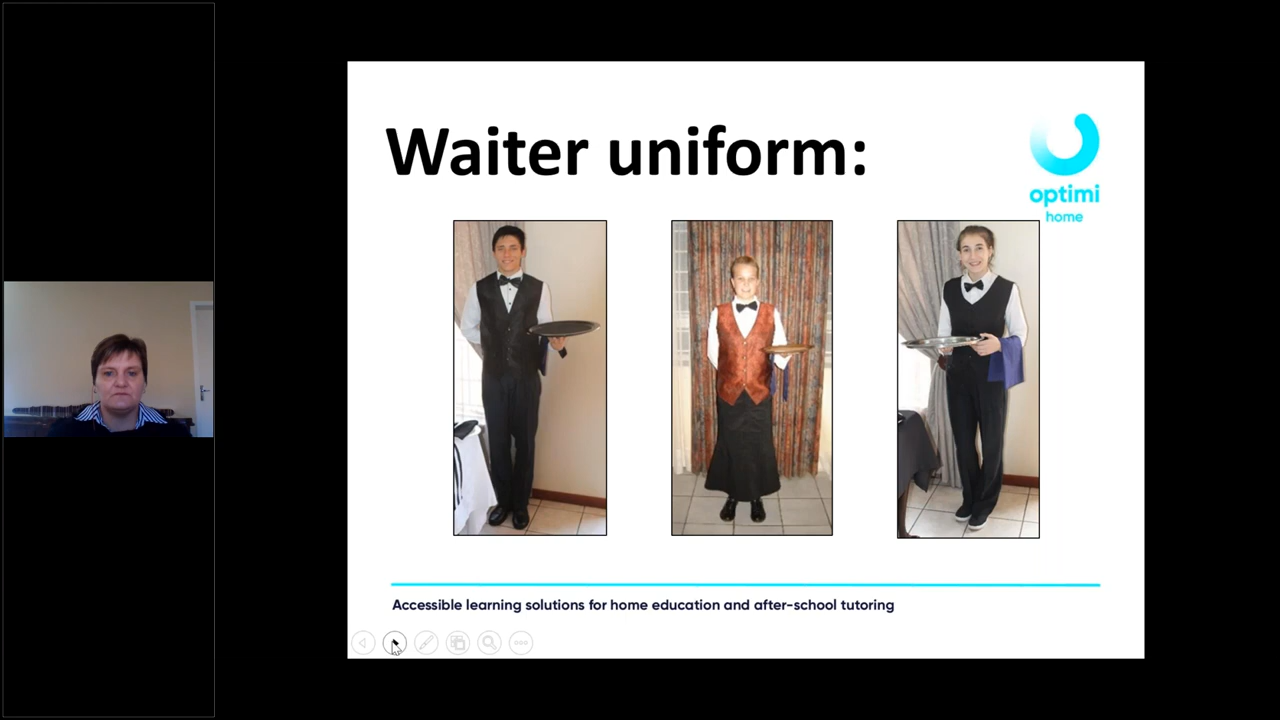 Waiter uniform:
optimi
home
Accessible learning solutions for home education and after-school tutoring